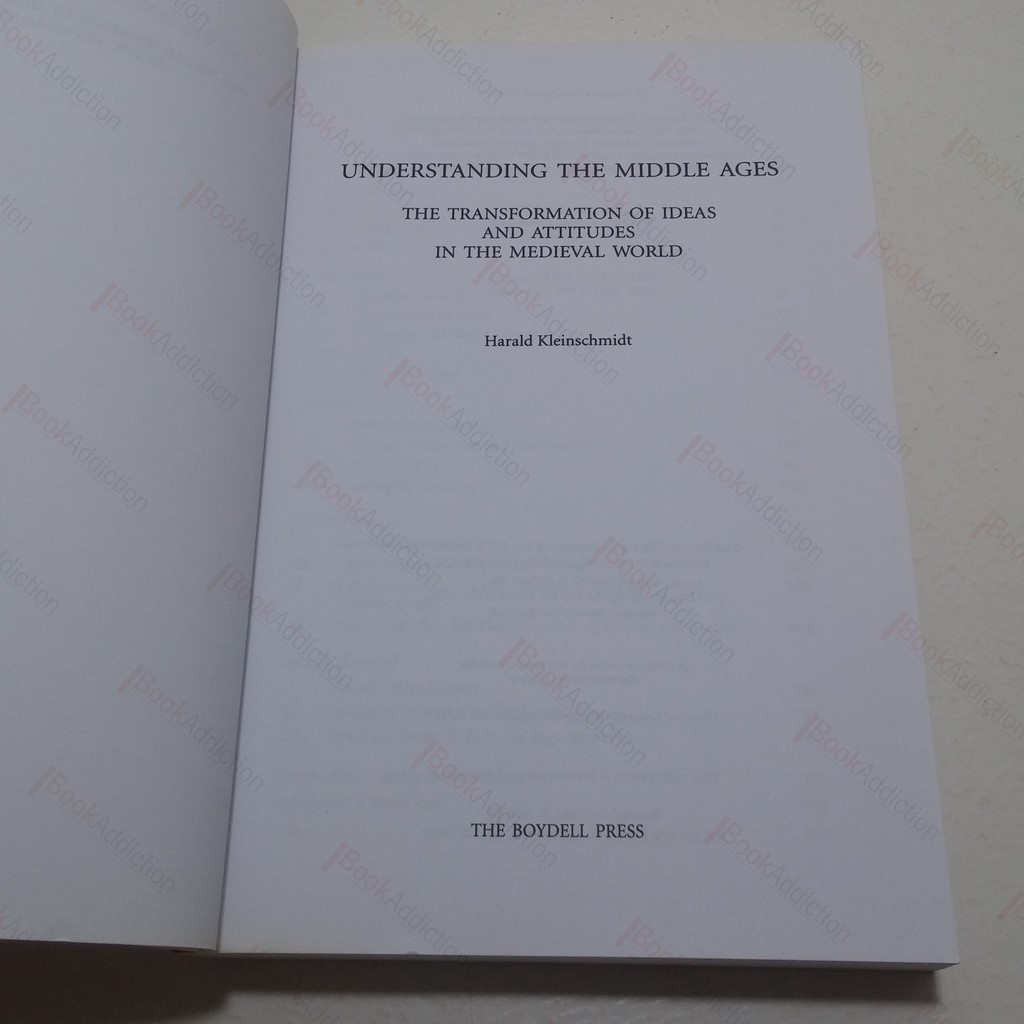 UNDERSTANDING THE MIDDLE AGES
THE TRANSFORMATION OF IDEAS
AND ATTITUDES
IN THE MEDIEVAL WORLD
Harald Kleinschmidt
THE BOYDELL PRESS
BookAddiction